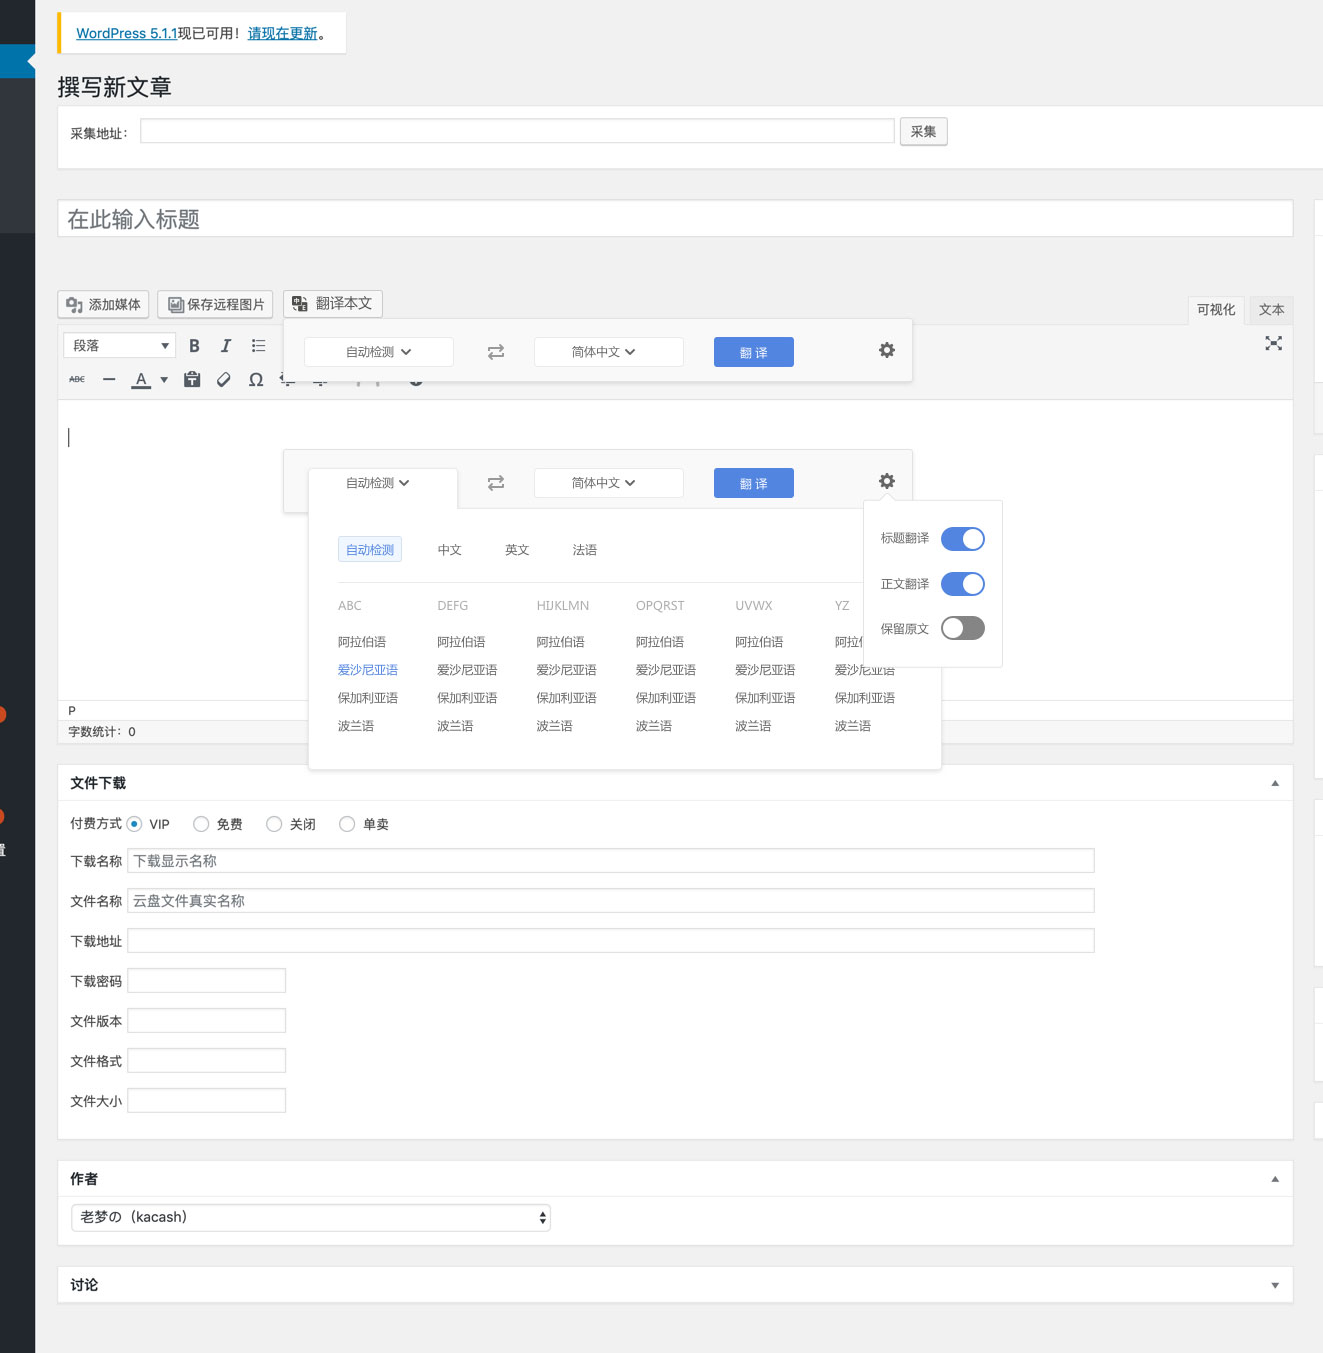 WordPress 5.1.1现已可用！请现在更新。
撰写新文章
采集地址：
采集
在此输入标题
添加媒体 保存远程图片 翻译本文
可视化 文本
段落 B I
自动检测 简体中文 翻 译
ABC A Ω
自动检测 简体中文 翻 译
标题翻译
正文翻译
保留原文
自动检测 中文 英文 法语
ABC DEFG HIJKLMN OPQRST UVWX YZ
阿拉伯语 阿拉伯语 阿拉伯语 阿拉伯语 阿拉伯语 阿拉
爱沙尼亚语 爱沙尼亚语 爱沙尼亚语 爱沙尼亚语 爱沙尼亚语 爱沙尼亚语
保加利亚语 保加利亚语 保加利亚语 保加利亚语 保加利亚语 保加利亚语
波兰语 波兰语 波兰语 波兰语 波兰语 波兰语
P
字数统计：0
文件下载
付费方式 VIP 免费 关闭 单卖
下载名称 下载显示名称
文件名称 云盘文件真实名称
下载地址
下载密码
文件版本
置
文件格式
文件大小
作者
老梦の（kacash）
讨论